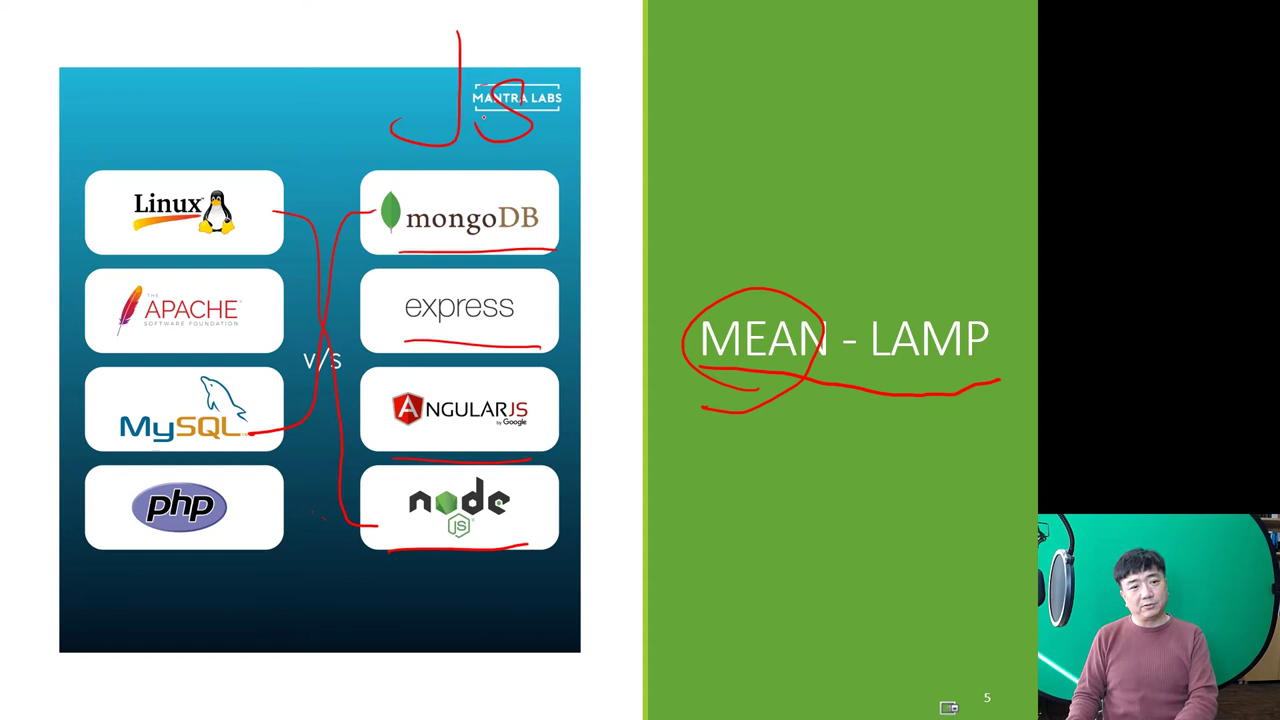 JS
MANTRA LABS
Linux
mongoDB
THE
APACHE
SOFTWARE FOUNDATION
express
v/s
MySQL
ANGULARJS
by Google
php
node
JS
MEAN - LAMP
5